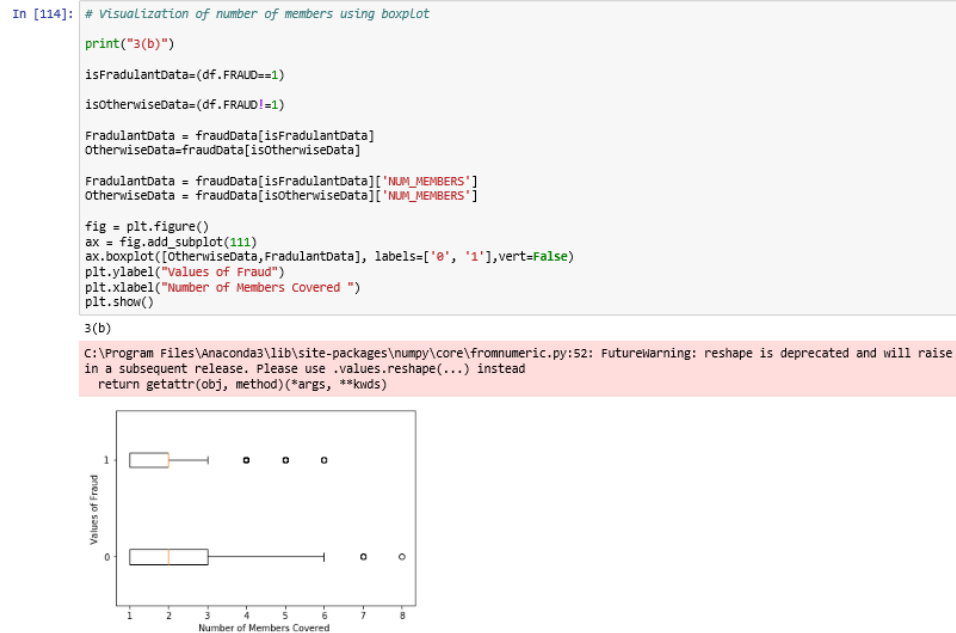 In [114]: # Visualization of number of members using boxplot
print("3(b)")
isFradulantData=(df.FRAUD==1)
isOtherwiseData=(df.FRAUD!=1)
FradulantData = fraudData[isFradulantData]
OtherwiseData=fraudData[isOtherwiseData]
FradulantData = fraudData[isFradulantData]['NUM_MEMBERS']
OtherwiseData = fraudData[isOtherwiseData]['NUM_MEMBERS']
fig = plt.figure()
ax = fig.add_subplot(111)
ax.boxplot([OtherwiseData,FradulantData], labels=['0', '1'],vert=False)
plt.ylabel("Values of Fraud")
plt.xlabel("Number of Members Covered ")
plt.show()
3(b)
C:\Program Files\Anaconda3\lib\site-packages\numpy\core\fromnumeric.py:52: FutureWarning: reshape is deprecated and will raise
in a subsequent release. Please use .values.reshape(...) instead
return getattr(obj, method)(*args, **kwds)
1
Values of Fraud
0
1 2 3 4 5 6 7 8
Number of Members Covered